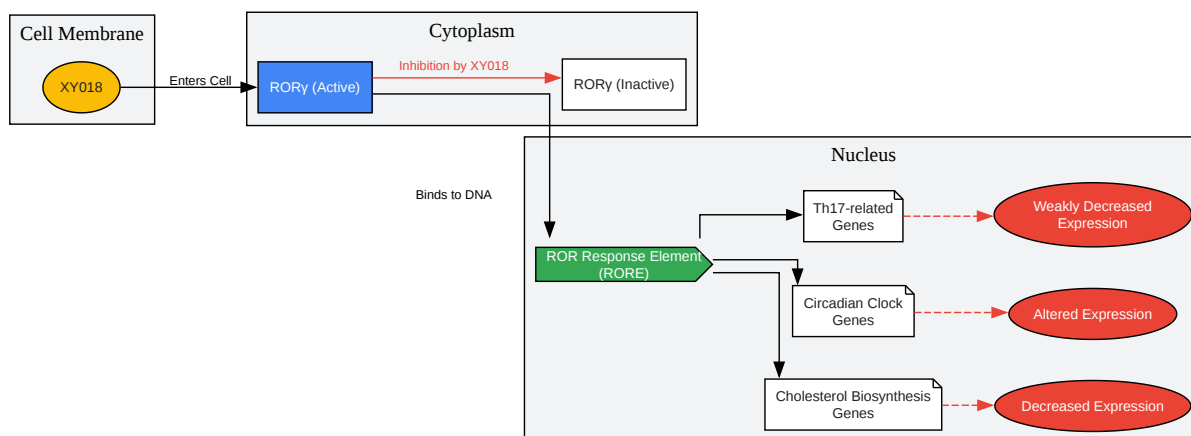 Cell Membrane
XY018
Enters Cell
Cytoplasm
RORγ (Active)
Inhibition by XY018
RORγ (Inactive)
Binds to DNA
Nucleus
ROR Response Element
(RORE)
Th17-related
Genes
Weakly Decreased
Expression
Circadian Clock
Genes
Altered Expression
Cholesterol Biosynthesis
Genes
Decreased Expression